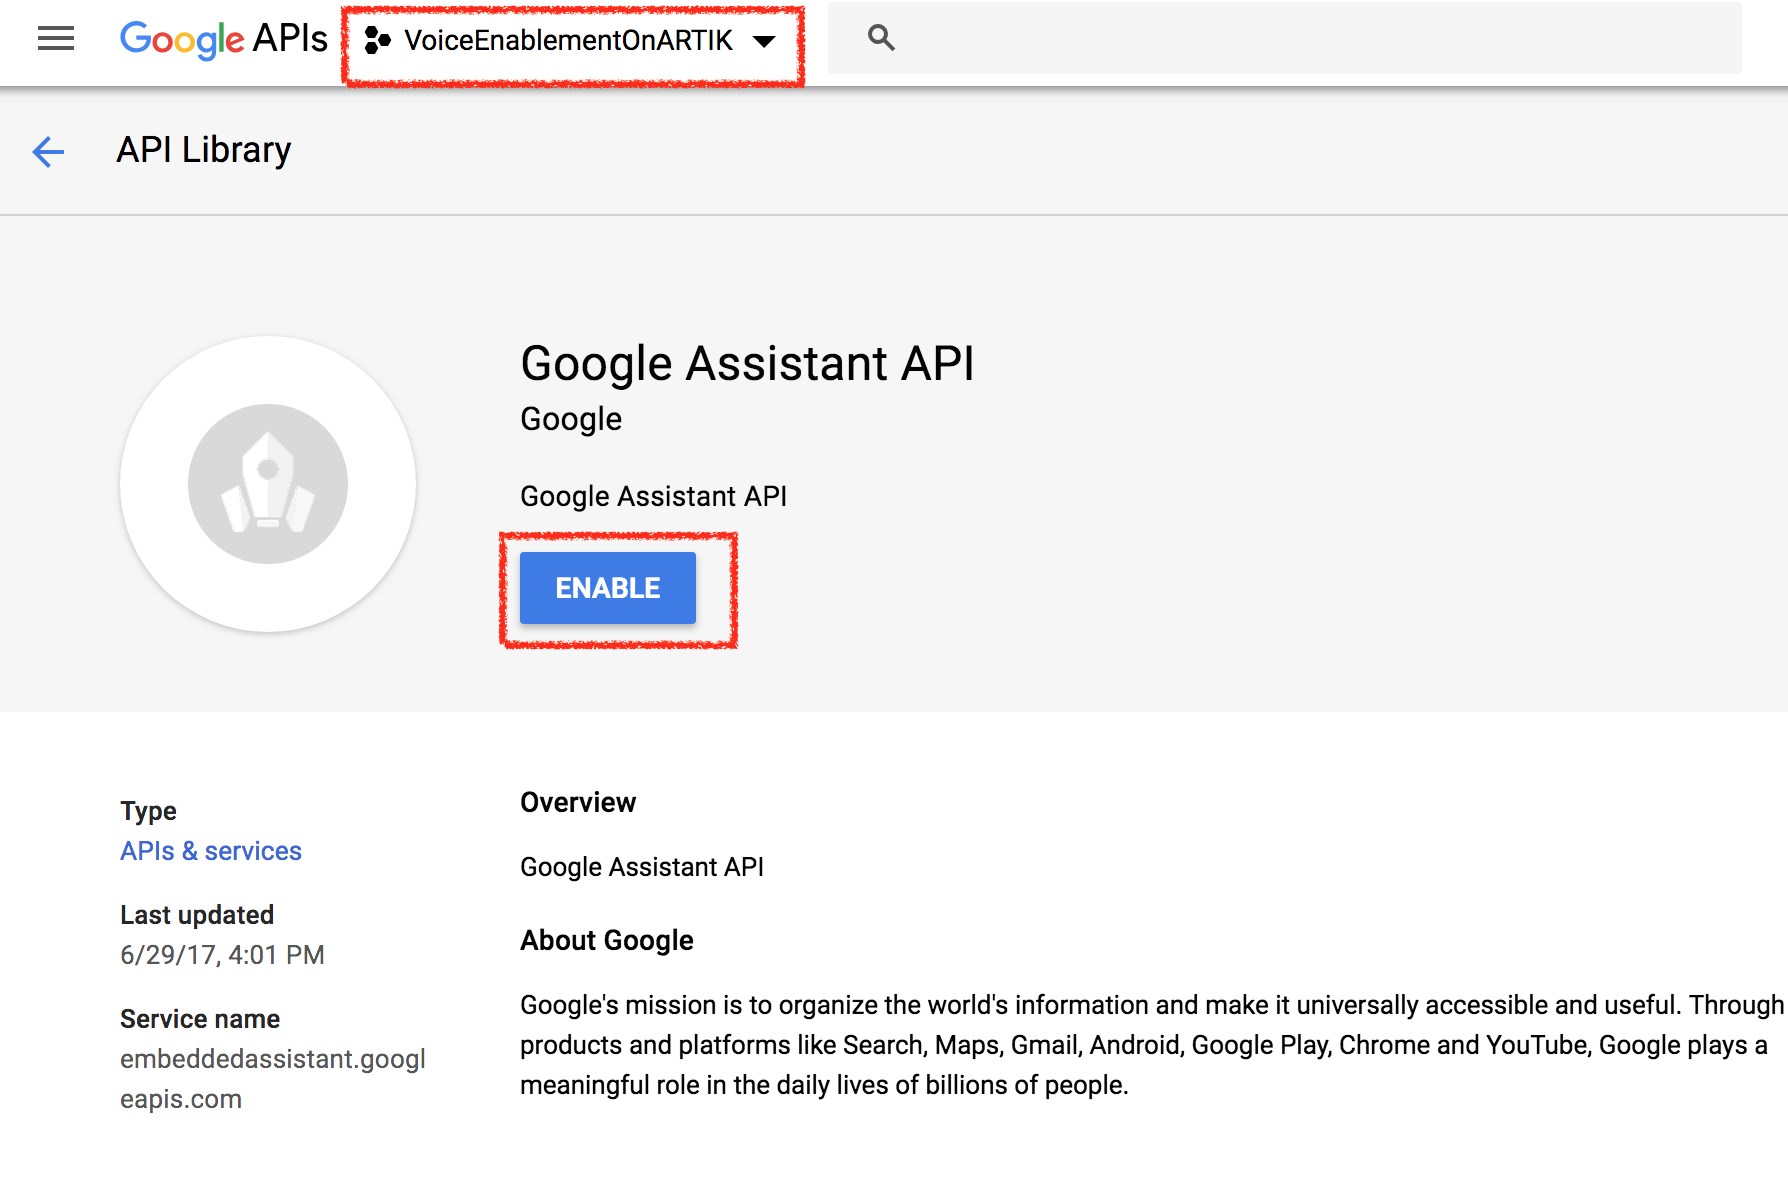 Google APIs VoiceEnablementOnARTIK
API Library
Google Assistant API
Google
Google Assistant API
ENABLE
Type
APIs & services
Last updated
6/29/17, 4:01 PM
Service name
embeddedassistant.googl
eapis.com
Overview
Google Assistant API
About Google
Google's mission is to organize the world's information and make it universally accessible and useful. Through
products and platforms like Search, Maps, Gmail, Android, Google Play, Chrome and YouTube, Google plays a
meaningful role in the daily lives of billions of people.